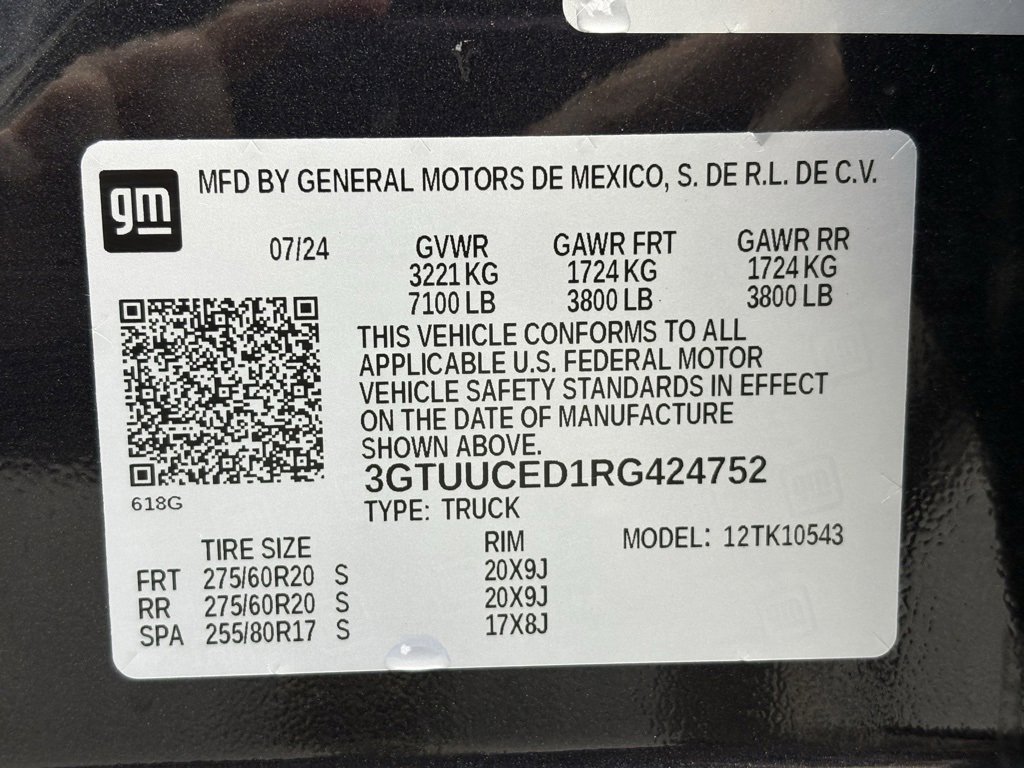 gm
MFD BY GENERAL MOTORS DE MEXICO, S. DE R.L. DE C.V.
07/24 GVWR GAWR FRT GAWR RR
3221 KG 1724 KG 1724 KG
7100 LB 3800 LB 3800 LB
THIS VEHICLE CONFORMS TO ALL
APPLICABLE U.S. FEDERAL MOTOR
VEHICLE SAFETY STANDARDS IN EFFECT
ON THE DATE OF MANUFACTURE
SHOWN ABOVE.
3GTUUCED1RG424752
618G
TYPE: TRUCK
TIRE SIZE RIM MODEL: 12TK10543
FRT 275/60R20 S 20X9J
RR 275/60R20 S 20X9J
SPA 255/80R17 S 17X8J